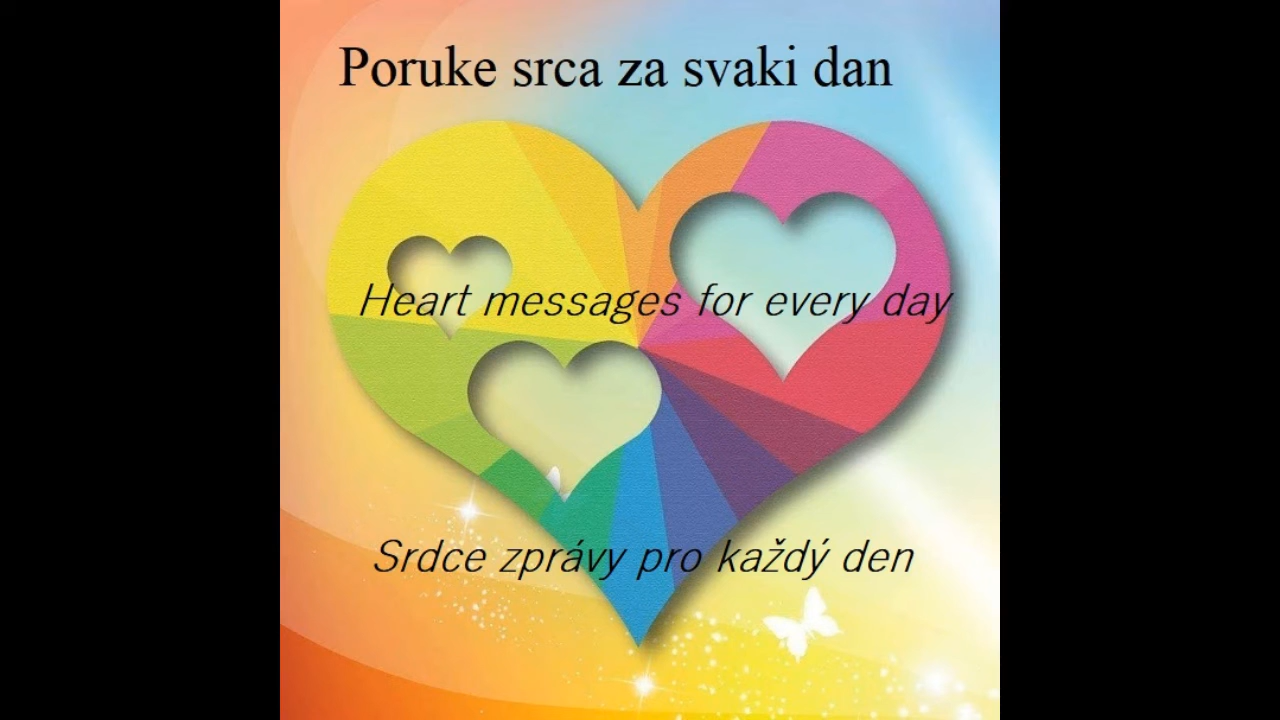 Poruke srca za svaki dan
Heart messages for every day
Srdce zprávy pro každý den